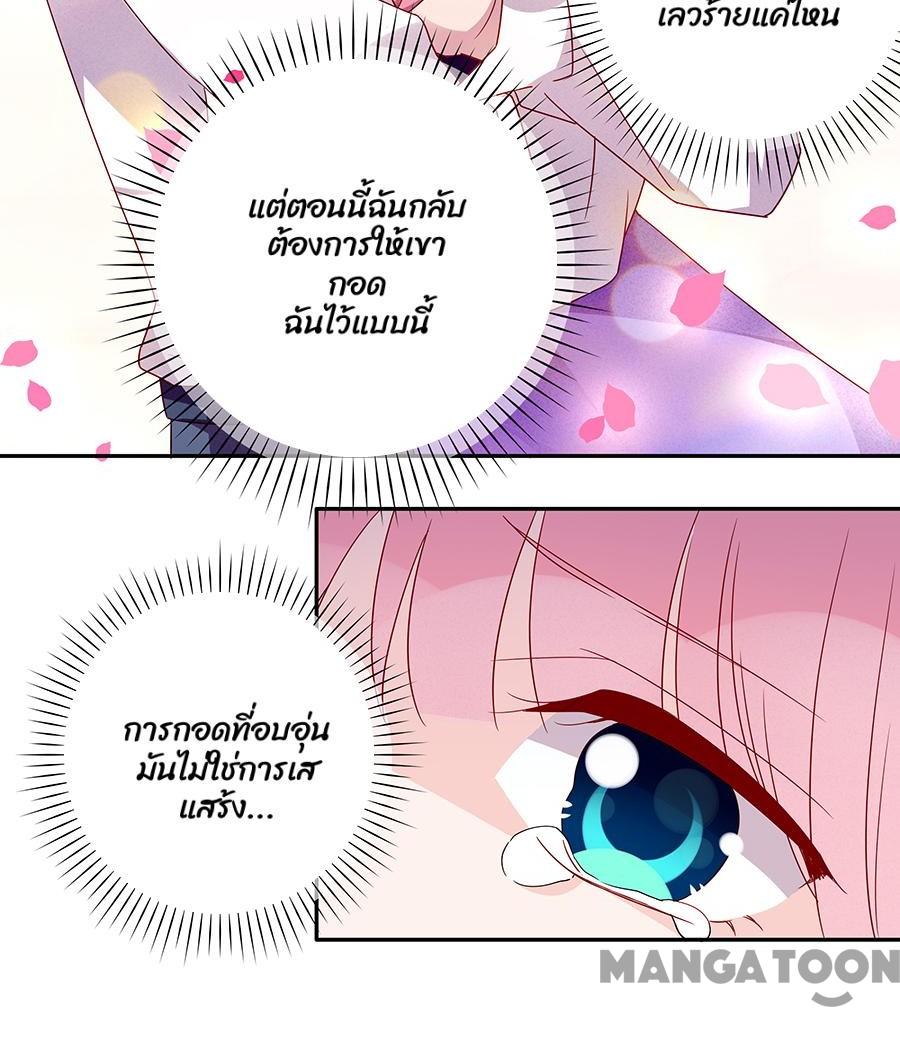 เลวร้ายแค่ไหน
แต่ตอนนี้ฉันกลับ
ต้องการให้เขา
กอด
ฉันไว้แบบนี้
การกอดที่อบอุ่น
มันไม่ใช่การเส
แสร้ง...
MANGATOON